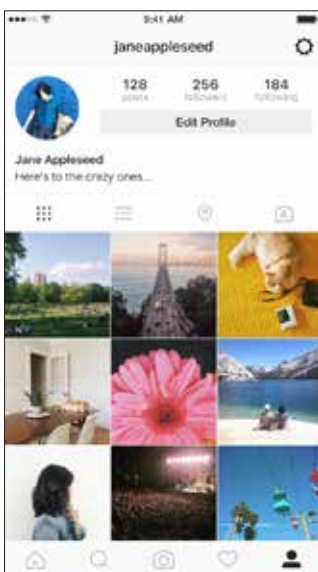 9:41 AM
janeappleseed
128 256 184
posts followers following
Edit Profile
Jane Appleseed
Here's to the crazy ones...